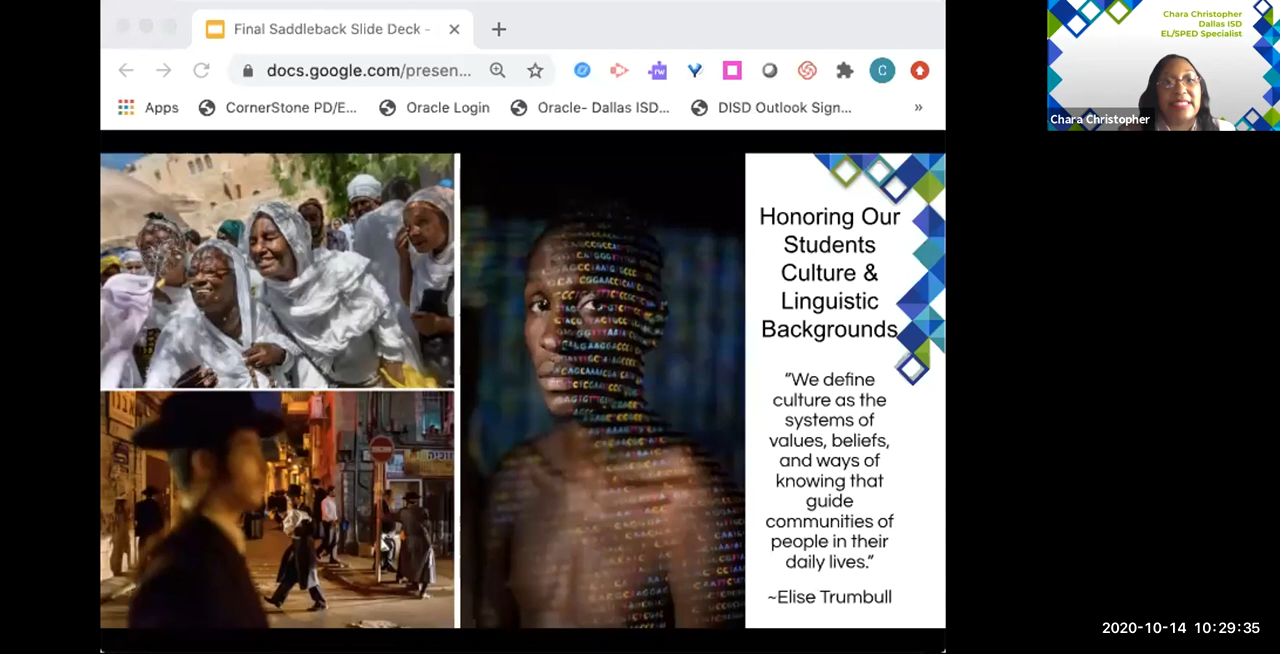 Final Saddleback Slide Deck -
docs.google.com/presen...
Apps
CornerStone PD/E...
Oracle Login
Oracle- Dallas ISD...
DISD Outlook Sign...
»
Chara Christopher
Dallas ISD
EL/SPED Specialist
Chara Christopher
Honoring Our
Students
Culture &
Linguistic
Backgrounds
“We define
culture as the
systems of
values, beliefs,
and ways of
knowing that
guide
communities of
people in their
daily lives.”
~Elise Trumbull
2020-10-14 10:29:35